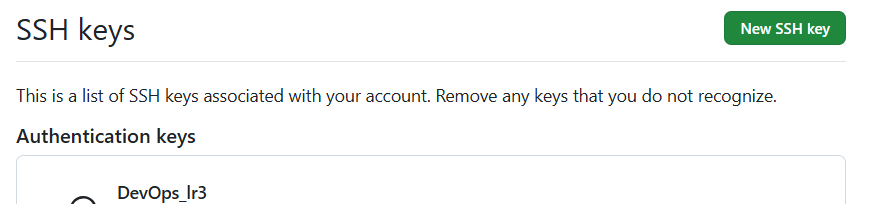 SSH keys
New SSH key
This is a list of SSH keys associated with your account. Remove any keys that you do not recognize.
Authentication keys
DevOps_lr3